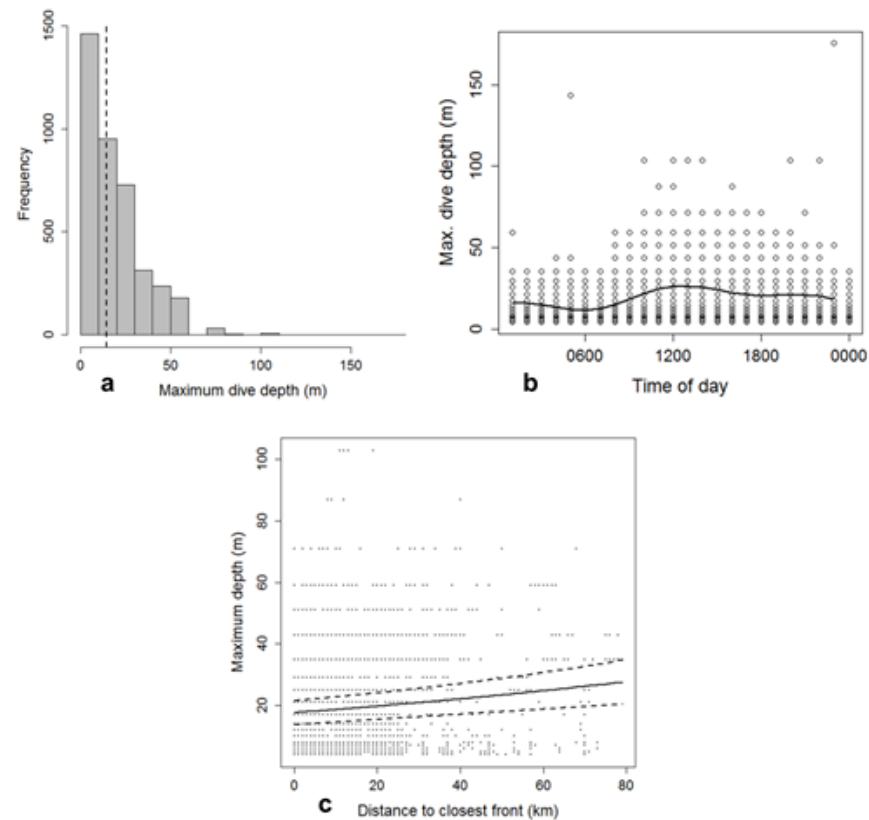 Frequency
0
500
1000
1500
0 50 100 150
a
Maximum dive depth (m)
Max. dive depth (m)
0
50
100
150
0600 1200 1800 0000
b
Time of day
Maximum depth (m)
20
40
60
80
100
0 20 40 60 80
c
Distance to closest front (km)